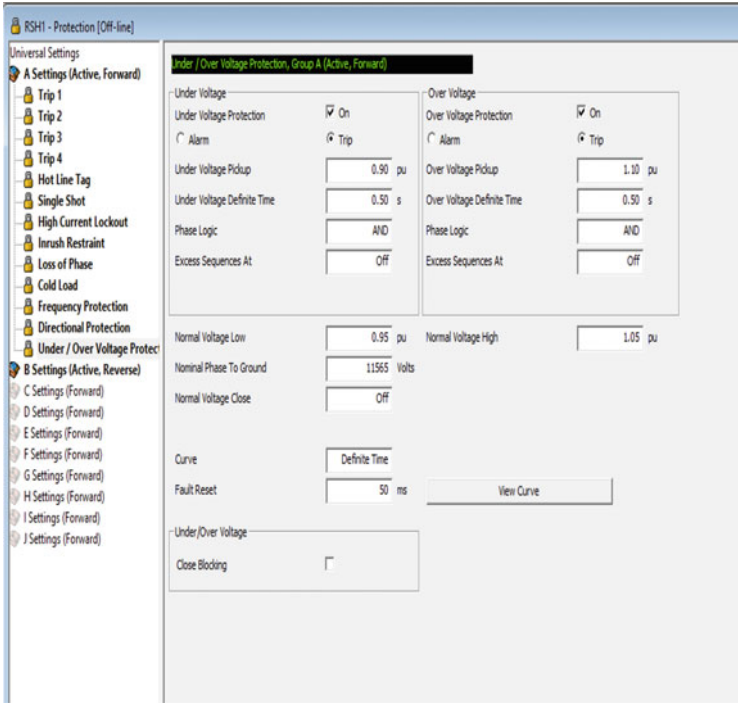 RSH1 - Protection [Off-line]
Universal Settings
A Settings (Active, Forward)
Trip 1
Trip 2
Trip 3
Trip 4
Hot Line Tag
Single Shot
High Current Lockout
Inrush Restraint
Loss of Phase
Cold Load
Frequency Protection
Directional Protection
Under / Over Voltage Protect
B Settings (Active, Reverse)
C Settings (Forward)
D Settings (Forward)
E Settings (Forward)
F Settings (Forward)
G Settings (Forward)
H Settings (Forward)
I Settings (Forward)
J Settings (Forward)
Under / Over Voltage Protection, Group A (Active, Forward)
Under Voltage
Under Voltage Protection On
Alarm Trip
Under Voltage Pickup 0.90 pu
Under Voltage Definite Time 0.50 s
Phase Logic AND
Excess Sequences At Off
Over Voltage
Over Voltage Protection On
Alarm Trip
Over Voltage Pickup 1.10 pu
Over Voltage Definite Time 0.50 s
Phase Logic AND
Excess Sequences At Off
Normal Voltage Low 0.95 pu Normal Voltage High 1.05 pu
Nominal Phase To Ground 11565 Volts
Normal Voltage Close Off
Curve Definite Time
Fault Reset 50 ms View Curve
Under/Over Voltage
Close Blocking